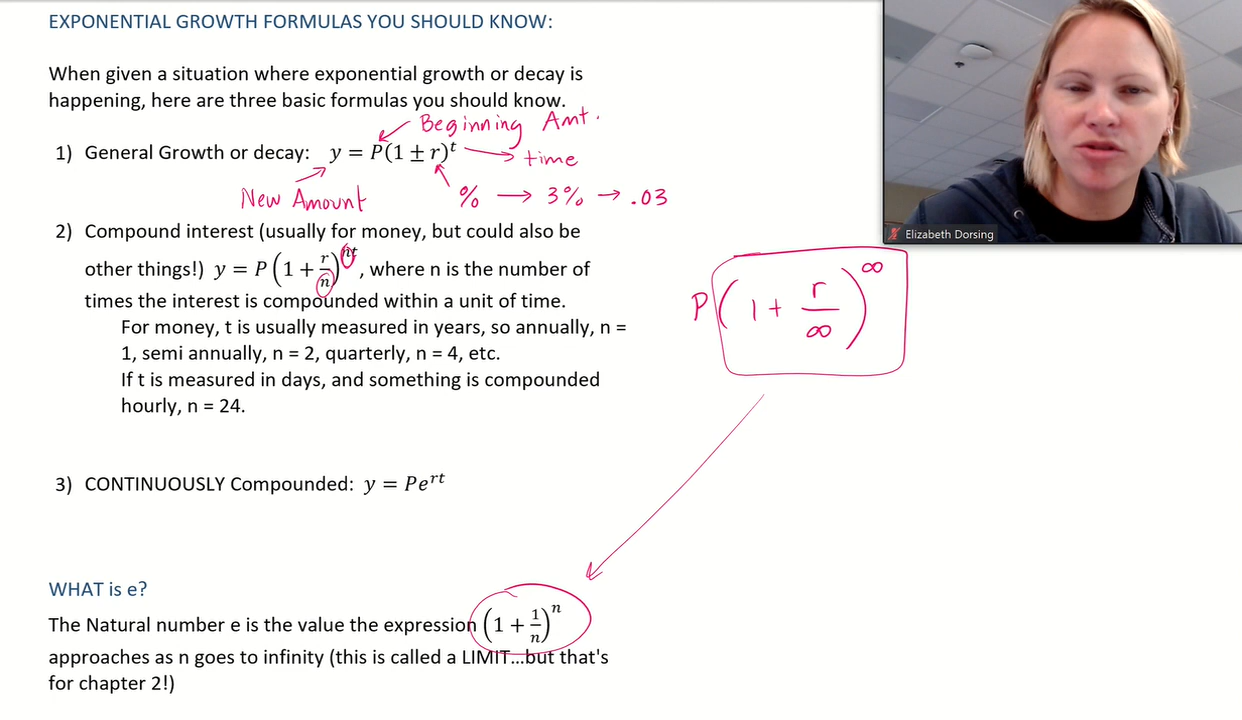 EXPONENTIAL GROWTH FORMULAS YOU SHOULD KNOW:
When given a situation where exponential growth or decay is
happening, here are three basic formulas you should know.
Beginning Amt.
1) General Growth or decay: y = P(1 ± r)^t
time
New Amount
% → 3% → .03
2) Compound interest (usually for money, but could also be
other things!) y = P(1 + r/n)^nt, where n is the number of
times the interest is compounded within a unit of time.
For money, t is usually measured in years, so annually, n =
1, semi annually, n = 2, quarterly, n = 4, etc.
If t is measured in days, and something is compounded
hourly, n = 24.
P(1 + r/∞)^∞
3) CONTINUOUSLY Compounded: y = Pe^rt
WHAT is e?
The Natural number e is the value the expression (1 + 1/n)^n
approaches as n goes to infinity (this is called a LIMIT...but that's
for chapter 2!)
Elizabeth Dorsing